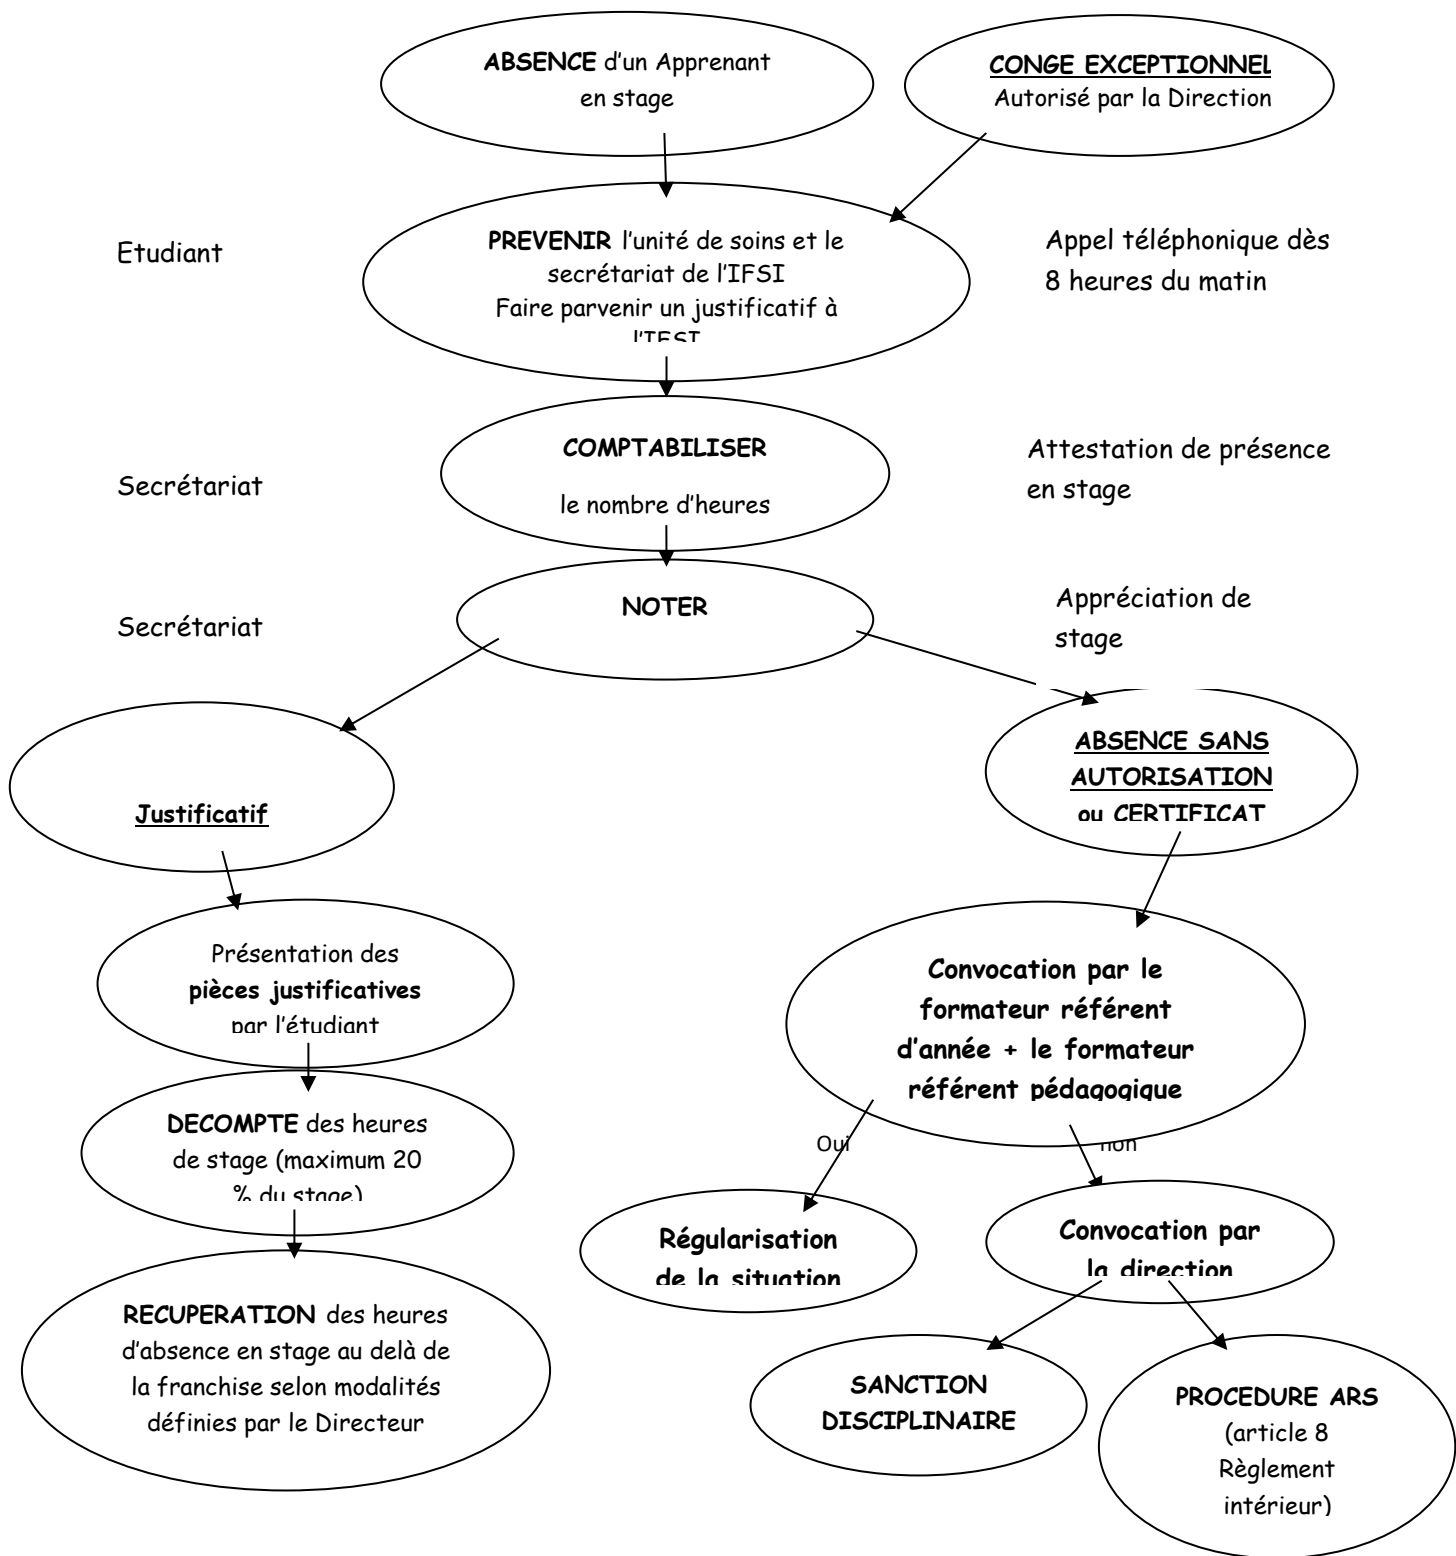 ABSENCE d'un Apprenant
en stage
CONGE EXCEPTIONNEL
Autorisé par la Direction
Etudiant
PREVENIR l'unité de soins et le
secrétariat de l'IFSI
Faire parvenir un justificatif à
l'IFSI
Appel téléphonique dès
8 heures du matin
Secrétariat
COMPTABILISER
le nombre d'heures
Attestation de présence
en stage
Secrétariat
NOTER
Appréciation de
stage
Justificatif
ABSENCE SANS
AUTORISATION
ou CERTIFICAT
Présentation des
pièces justificatives
par l'étudiant
Convocation par le
formateur référent
d'année + le formateur
référent pédagogique
DECOMPTE des heures
de stage (maximum 20
% du stage)
Oui
non
Régularisation
de la situation
Convocation par
la direction
RECUPERATION des heures
d'absence en stage au delà de
la franchise selon modalités
définies par le Directeur
SANCTION
DISCIPLINAIRE
PROCEDURE ARS
(article 8
Règlement
intérieur)